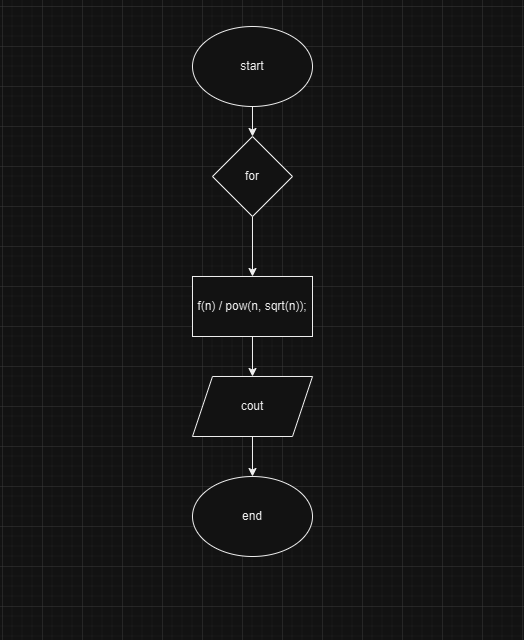 start
for
f(n) / pow(n, sqrt(n));
cout
end